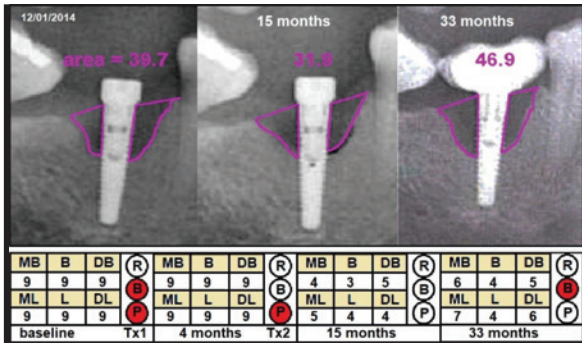 12/01/2014
15 months
33 months
area = 39.7
31.9
46.9
MB B DB R MB B DB R MB B DB R MB B DB R
9 9 9 B 9 9 9 B 4 3 5 B 6 4 5 B
ML L DL ML L DL ML L DL ML L DL
9 9 9 P 9 9 9 P 5 4 4 P 7 4 6 P
baseline Tx1 4 months Tx2 15 months 33 months